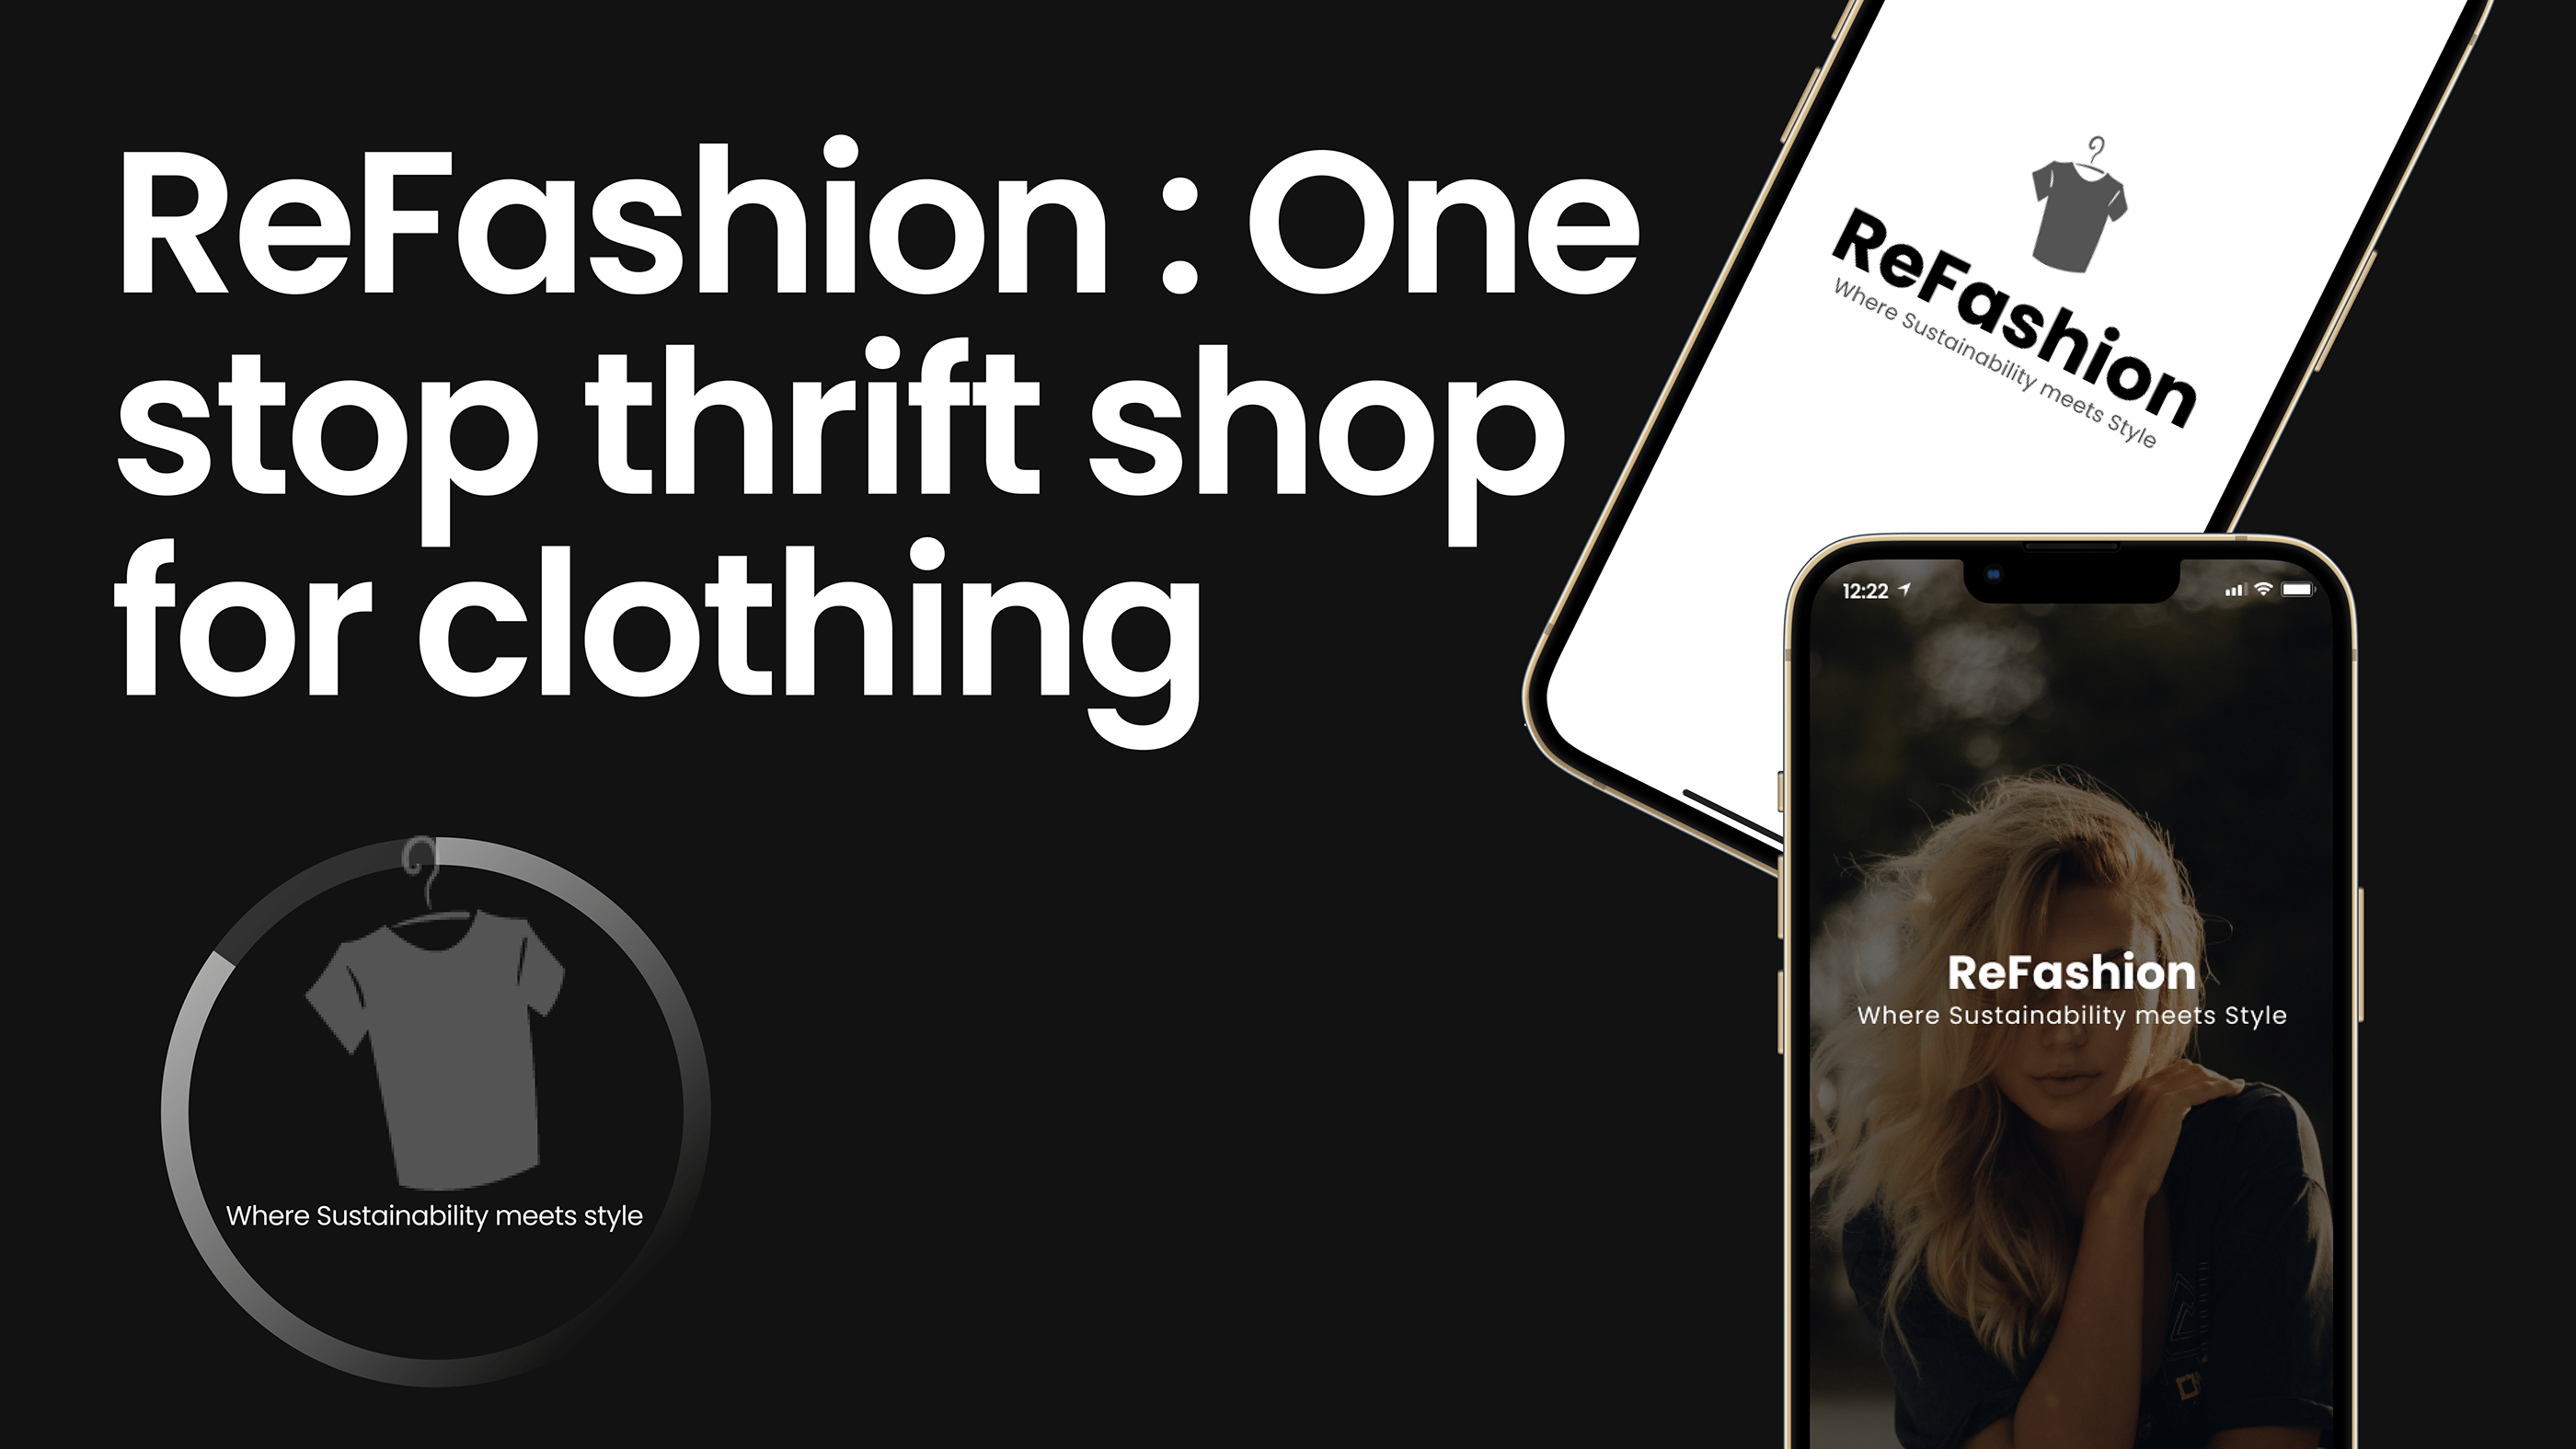 ReFashion : One
stop thrift shop
for clothing
ReFashion
Where Sustainability meets Style
12:22
ReFashion
Where Sustainability meets Style
Where Sustainability meets style